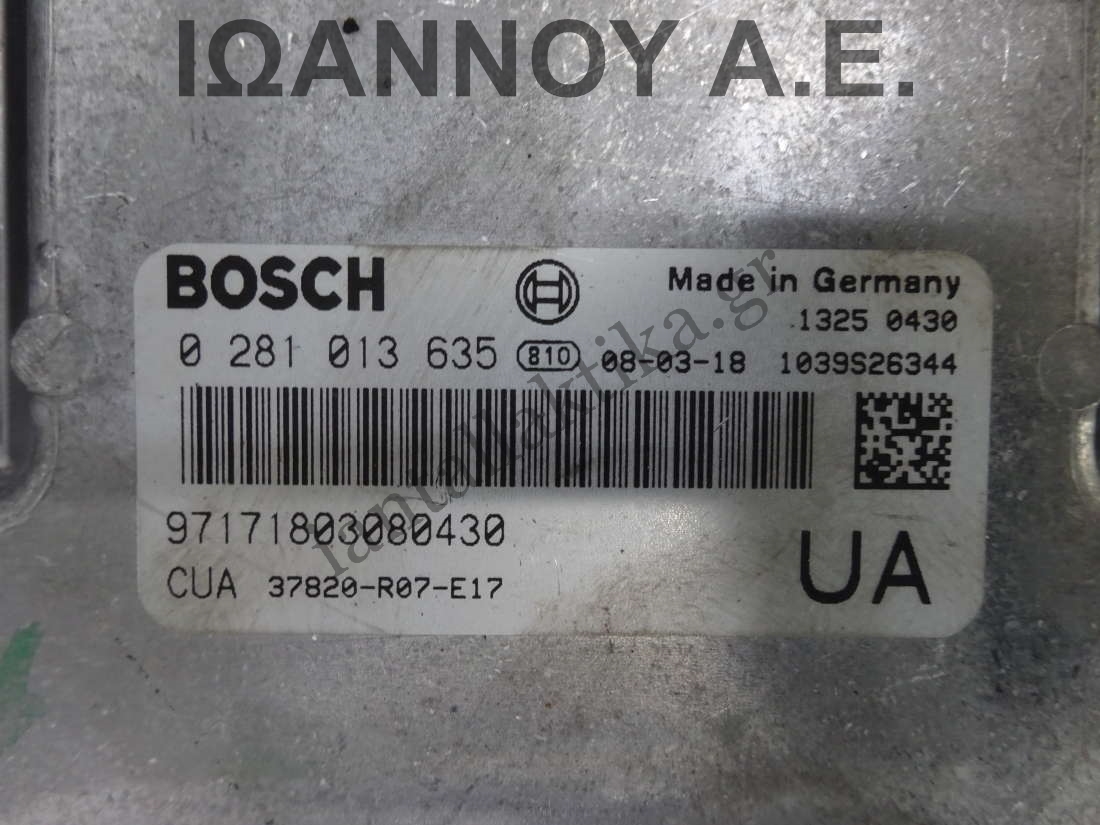 ΙΩΑΝΝΟΥ Α.Ε.
BOSCH
Made in Germany
1325 0430
0 281 013 635 810 08-03-18 1039S26344
97171803080430
CUA 37820-R07-E17
UA
iantallaktika.gr